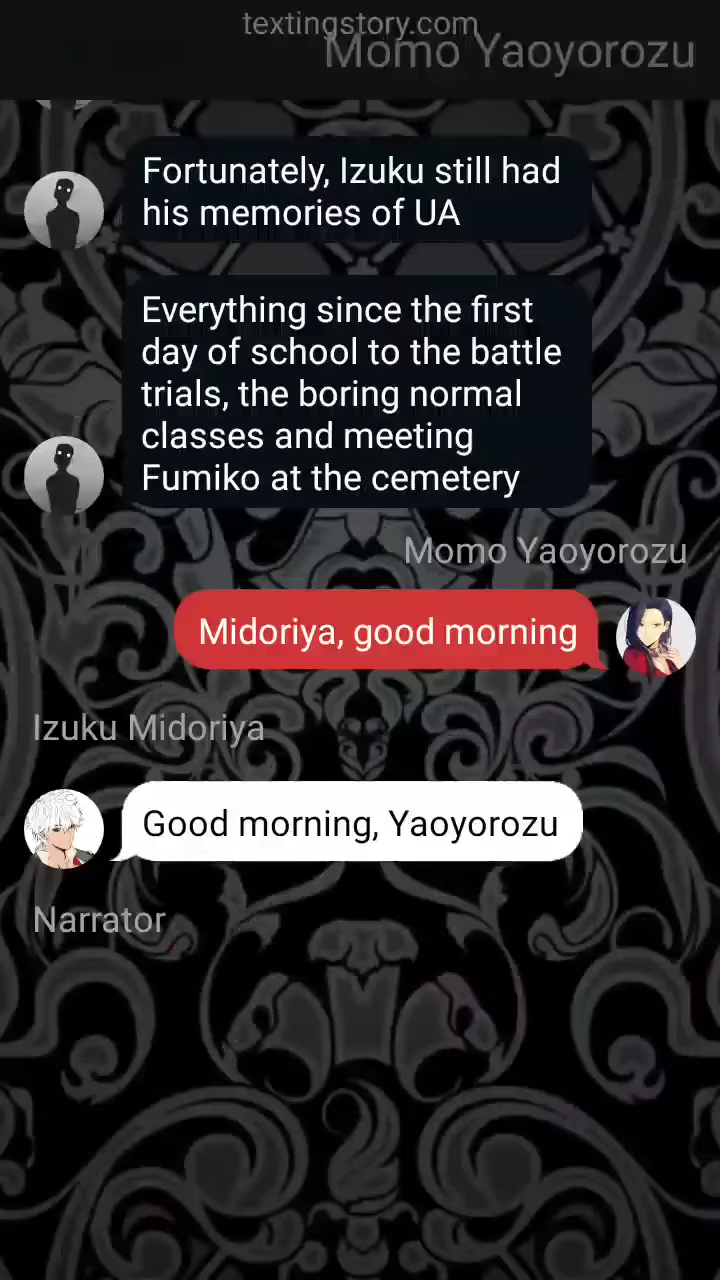 textingstory.com
Momo Yaoyorozu
Fortunately, Izuku still had
his memories of UA
Everything since the first
day of school to the battle
trials, the boring normal
classes and meeting
Fumiko at the cemetery
Momo Yaoyorozu
Midoriya, good morning
Izuku Midoriya
Good morning, Yaoyorozu
Narrator